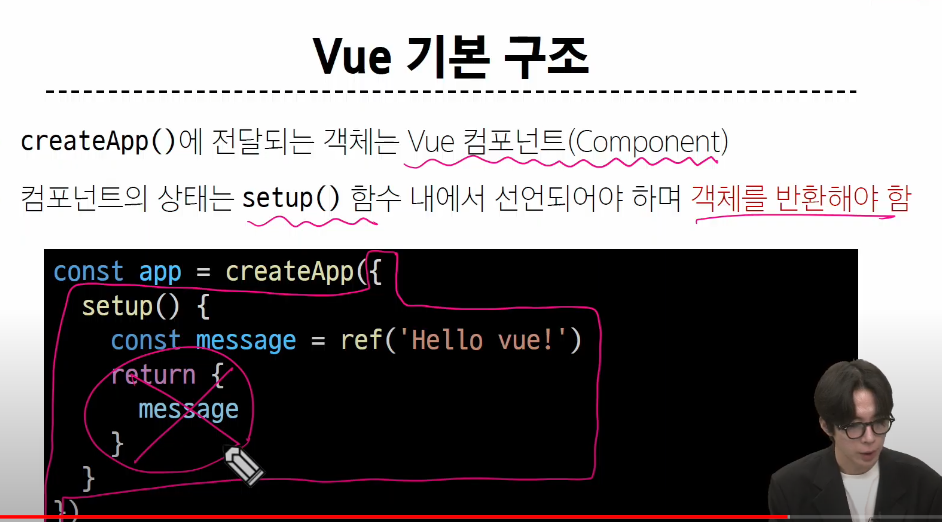 Vue 기본 구조
createApp()에 전달되는 객체는 Vue 컴포넌트(Component)
컴포넌트의 상태는 setup() 함수 내에서 선언되어야 하며 객체를 반환해야 함
const app = createApp({
setup() {
const message = ref('Hello vue!')
return {
message
}
}
})